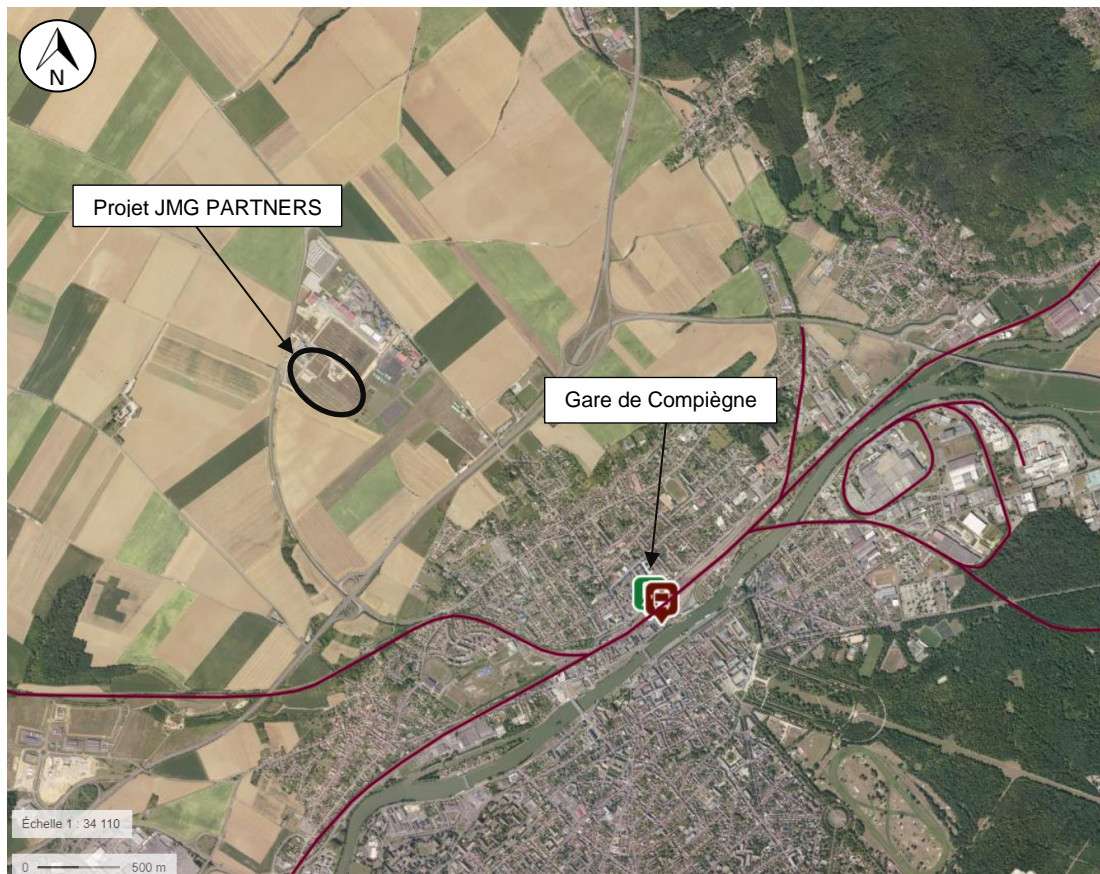 N
Projet JMG PARTNERS
Gare de Compiègne
Échelle 1 : 34 110
0 500 m